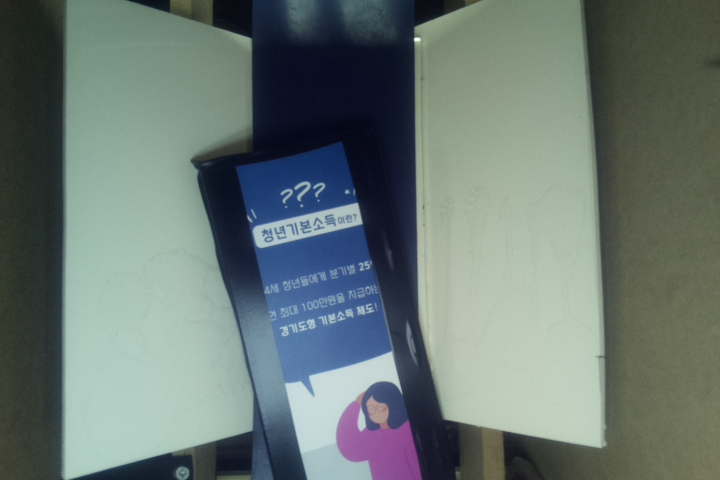 ???
청년기본소득이란?
4세 청년들에게 분기별 25
최대 100만원을 지급하는
경기도형 기본소득 제도!